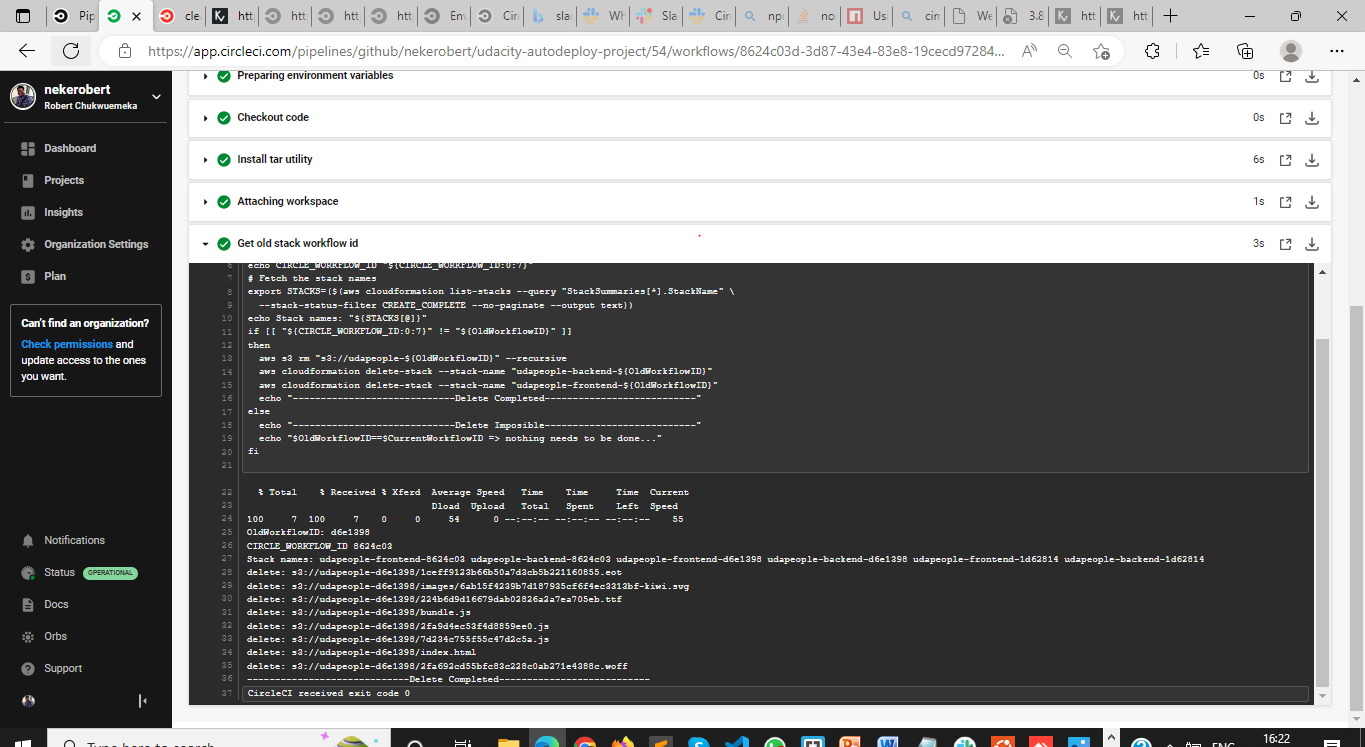 Pip
cle
htt
htt
htt
htt
En
Cir
sla
Wh
Sla
Cir
np
no
Us
cir
We
3.8
htt
htt
https://app.circleci.com/pipelines/github/nekerobert/udacity-autodeploy-project/54/workflows/8624c03d-3d87-43e4-83e8-19cecd97284...
nekerobert
Robert Chukwuemeka
Dashboard
Projects
Insights
Organization Settings
Plan
Can't find an organization?
Check permissions and
update access to the ones
you want.
Notifications
Status OPERATIONAL
Docs
Orbs
Support
Preparing environment variables 0s
Checkout code 0s
Install tar utility 6s
Attaching workspace 1s
Get old stack workflow id 3s
6 echo CIRCLE_WORKFLOW_ID "${CIRCLE_WORKFLOW_ID:0:7}"
7 # Fetch the stack names
8 export STACKS=($(aws cloudformation list-stacks --query "StackSummaries[*].StackName" \
9 --stack-status-filter CREATE_COMPLETE --no-paginate --output text))
10 echo Stack names: "${STACKS[@]}"
11 if [[ "${CIRCLE_WORKFLOW_ID:0:7}" != "${OldWorkflowID}" ]]
12 then
13 aws s3 rm "s3://udapeople-${OldWorkflowID}" --recursive
14 aws cloudformation delete-stack --stack-name "udapeople-backend-${OldWorkflowID}"
15 aws cloudformation delete-stack --stack-name "udapeople-frontend-${OldWorkflowID}"
16 echo "-----------------------------Delete Completed---------------------------"
17 else
18 echo "-----------------------------Delete Imposible---------------------------"
19 echo "$OldWorkflowID==$CurrentWorkflowID => nothing needs to be done..."
20 fi
21
22 % Total % Received % Xferd Average Speed Time Time Time Current
23 Dload Upload Total Spent Left Speed
24 100 7 100 7 0 0 54 0 --:--:-- --:--:-- --:--:-- 55
25 OldWorkflowID: d6e1398
26 CIRCLE_WORKFLOW_ID 8624c03
27 Stack names: udapeople-frontend-8624c03 udapeople-backend-8624c03 udapeople-frontend-d6e1398 udapeople-backend-d6e1398 udapeople-frontend-1d62814 udapeople-backend-1d62814
28 delete: s3://udapeople-d6e1398/1ceff9123b66b50a7d3cb5b221160855.eot
29 delete: s3://udapeople-d6e1398/images/6ab15f4239b7d187935cf6f4ec3313bf-kiwi.svg
30 delete: s3://udapeople-d6e1398/224b6d9d16679dab02826a2a7ea705eb.ttf
31 delete: s3://udapeople-d6e1398/bundle.js
32 delete: s3://udapeople-d6e1398/2fa9d4ec53f4d8859ee0.js
33 delete: s3://udapeople-d6e1398/7d234c755f55c47d2c5a.js
34 delete: s3://udapeople-d6e1398/index.html
35 delete: s3://udapeople-d6e1398/2fa692cd55bfc83c228c0ab271e4388c.woff
36 -----------------------------Delete Completed---------------------------
37 CircleCI received exit code 0
Type here to search
ENG
16:22